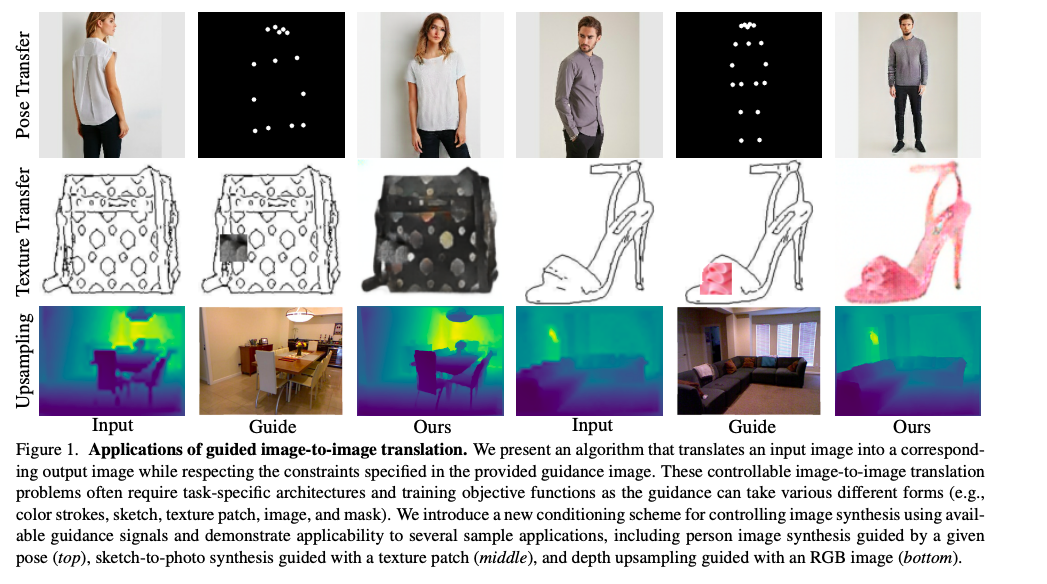 Pose Transfer
Texture Transfer
Upsampling
Input Guide Ours Input Guide Ours
Figure 1. Applications of guided image-to-image translation. We present an algorithm that translates an input image into a correspond-
ing output image while respecting the constraints specified in the provided guidance image. These controllable image-to-image translation
problems often require task-specific architectures and training objective functions as the guidance can take various different forms (e.g.,
color strokes, sketch, texture patch, image, and mask). We introduce a new conditioning scheme for controlling image synthesis using avail-
able guidance signals and demonstrate applicability to several sample applications, including person image synthesis guided by a given
pose (top), sketch-to-photo synthesis guided with a texture patch (middle), and depth upsampling guided with an RGB image (bottom).